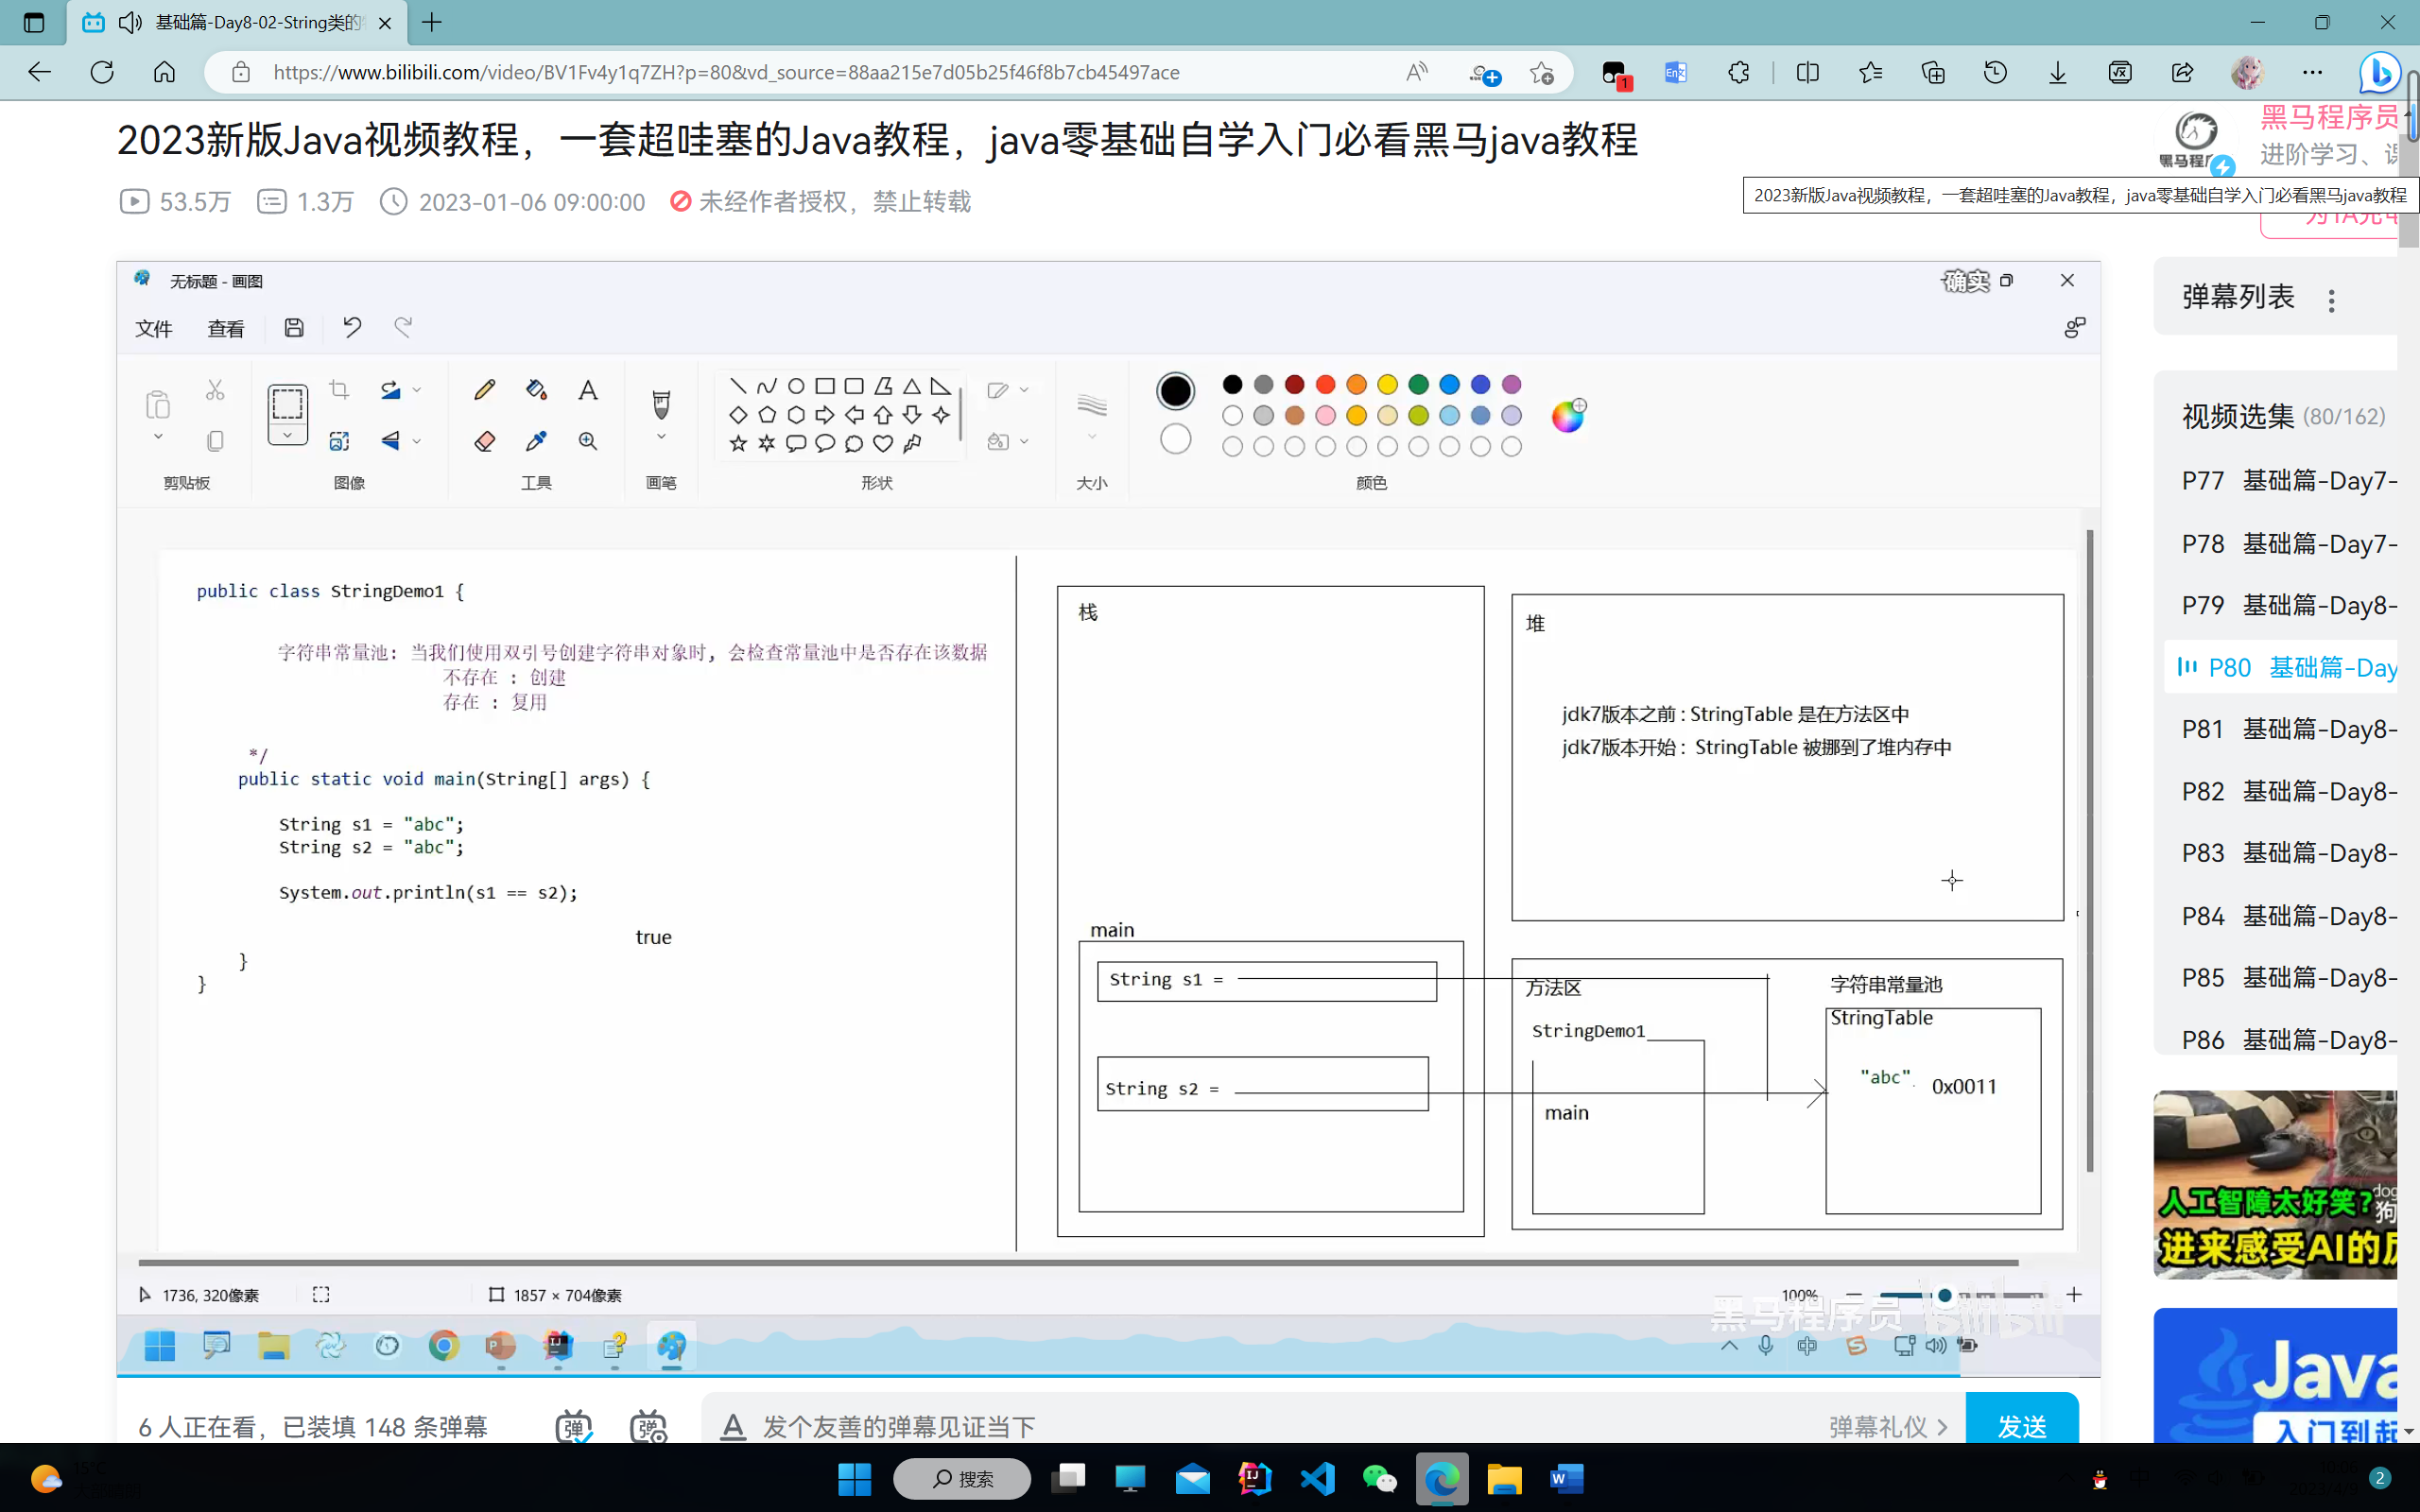 基础篇-Day8-02-String类的
https://www.bilibili.com/video/BV1Fv4y1q7ZH?p=80&vd_source=88aa215e7d05b25f46f8b7cb45497ace
1
2023新版Java视频教程，一套超哇塞的Java教程，java零基础自学入门必看黑马java教程
53.5万 1.3万 2023-01-06 09:00:00 未经作者授权，禁止转载
黑马程序员
进阶学习、
2023新版Java视频教程，一套超哇塞的Java教程，java零基础自学入门必看黑马java教程
无标题 - 画图
确实
文件 查看
剪贴板 图像 工具 画笔 形状 大小 颜色
public class StringDemo1 {
字符串常量池: 当我们使用双引号创建字符串对象时, 会检查常量池中是否存在该数据
不存在 : 创建
存在 : 复用
*/
public static void main(String[] args) {
String s1 = "abc";
String s2 = "abc";
System.out.println(s1 == s2);
true
}
}
栈
main
String s1 =
String s2 =
堆
jdk7版本之前 : StringTable 是在方法区中
jdk7版本开始 : StringTable 被挪到了堆内存中
方法区
StringDemo1
main
字符串常量池
StringTable
"abc" 0x0011
1736, 320像素
1857 × 704像素
100%
黑马程序员 bilibili
弹幕列表
视频选集 (80/162)
P77 基础篇-Day7-
P78 基础篇-Day7-
P79 基础篇-Day8-
P80 基础篇-Day
P81 基础篇-Day8-
P82 基础篇-Day8-
P83 基础篇-Day8-
P84 基础篇-Day8-
P85 基础篇-Day8-
P86 基础篇-Day8-
人工智障太好笑?
进来感受AI的
Java
入门到
6 人正在看，已装填 148 条弹幕
发个友善的弹幕见证当下
弹幕礼仪 >
发送
15°C
搜索
2